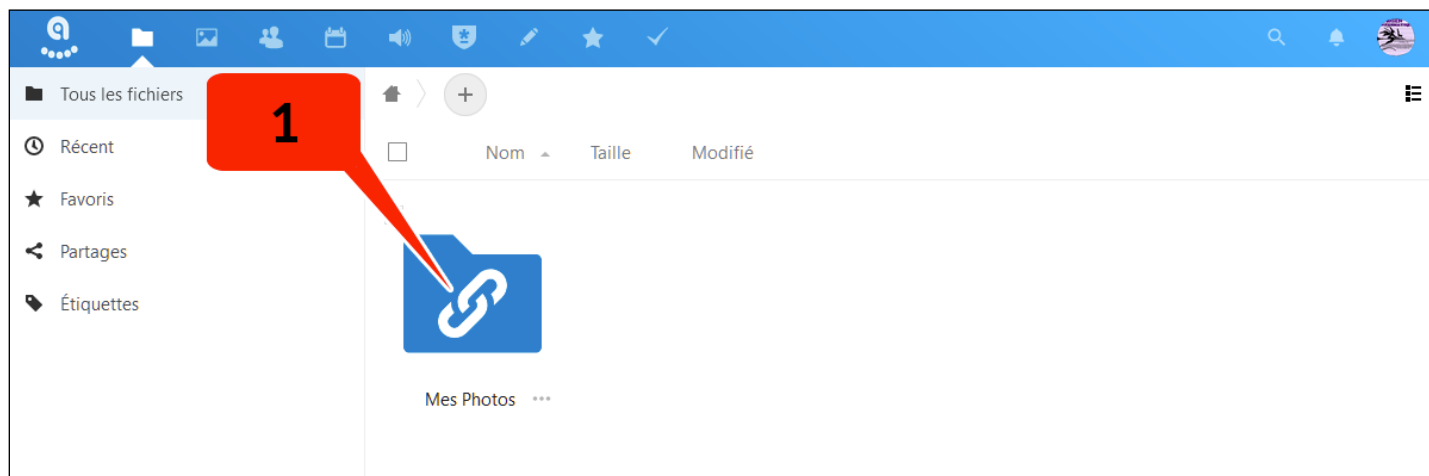 Tous les fichiers
1
Récent
Nom Taille Modifié
Favoris
Partages
Étiquettes
Mes Photos